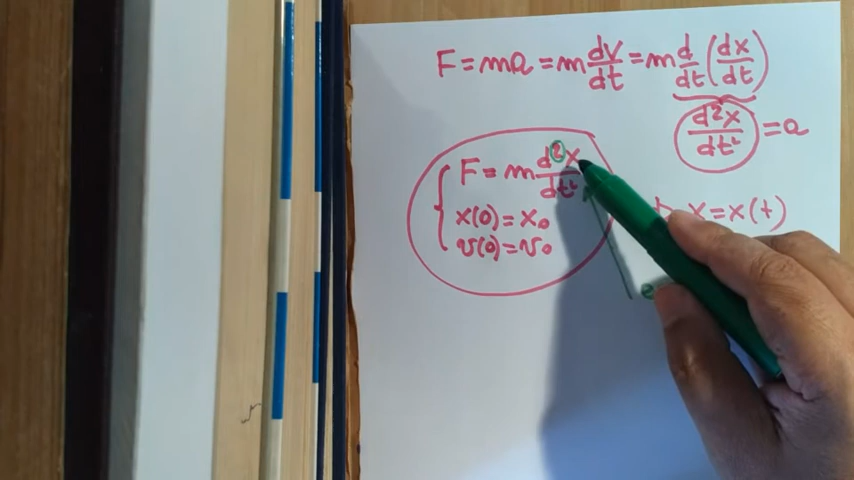 F = ma = m dv/dt = m d/dt (dx/dt)
d²x/dt² = a
F = m d²x/dt²
x(0) = x₀
v(0) = v₀
x = x(t)